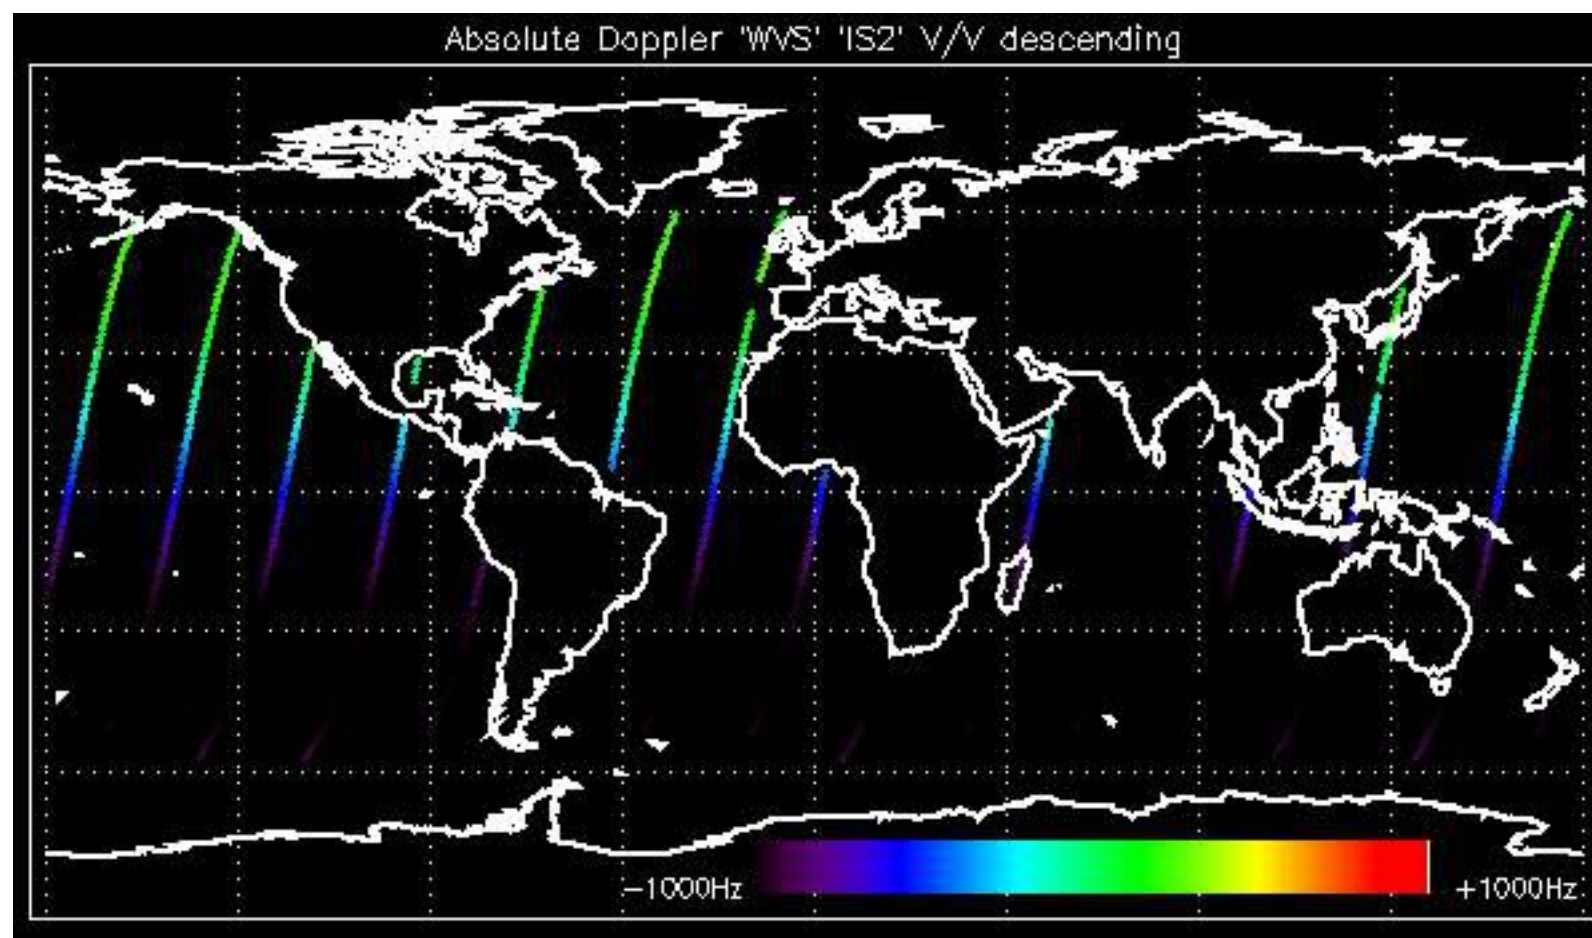 Absolute Doppler 'WVS' 'IS2' V/V descending
−1000Hz
+1000Hz